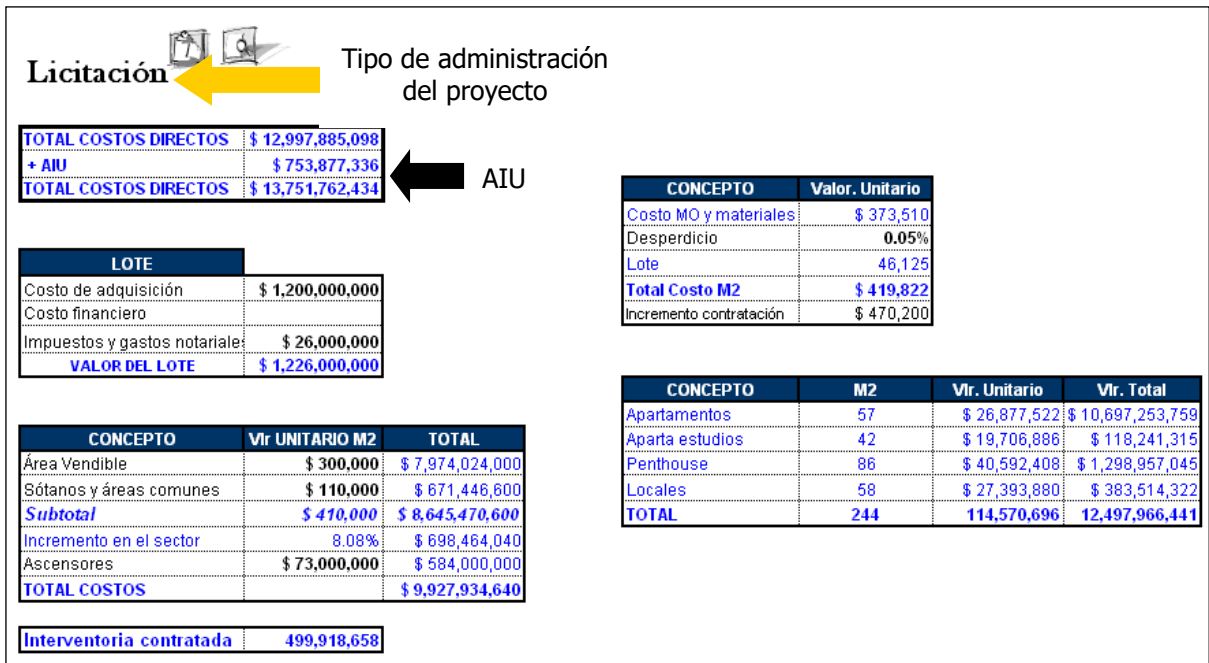 Licitación
Tipo de administración
del proyecto
TOTAL COSTOS DIRECTOS $ 12,997,885,098
+ AIU $ 753,877,336
TOTAL COSTOS DIRECTOS $ 13,751,762,434
AIU
LOTE
Costo de adquisición $ 1,200,000,000
Costo financiero
Impuestos y gastos notariale $ 26,000,000
VALOR DEL LOTE $ 1,226,000,000
CONCEPTO Vlr UNITARIO M2 TOTAL
Área Vendible $ 300,000 $ 7,974,024,000
Sótanos y áreas comunes $ 110,000 $ 671,446,600
Subtotal $ 410,000 $ 8,645,470,600
Incremento en el sector 8.08% $ 698,464,040
Ascensores $ 73,000,000 $ 584,000,000
TOTAL COSTOS $ 9,927,934,640
Interventoria contratada 499,918,658
CONCEPTO Valor. Unitario
Costo MO y materiales $ 373,510
Desperdicio 0.05%
Lote 46,125
Total Costo M2 $ 419,822
Incremento contratación $ 470,200
CONCEPTO M2 Vlr. Unitario Vlr. Total
Apartamentos 57 $ 26,877,522 $ 10,697,253,759
Aparta estudios 42 $ 19,706,886 $ 118,241,315
Penthouse 86 $ 40,592,408 $ 1,298,957,045
Locales 58 $ 27,393,880 $ 383,514,322
TOTAL 244 114,570,696 12,497,966,441